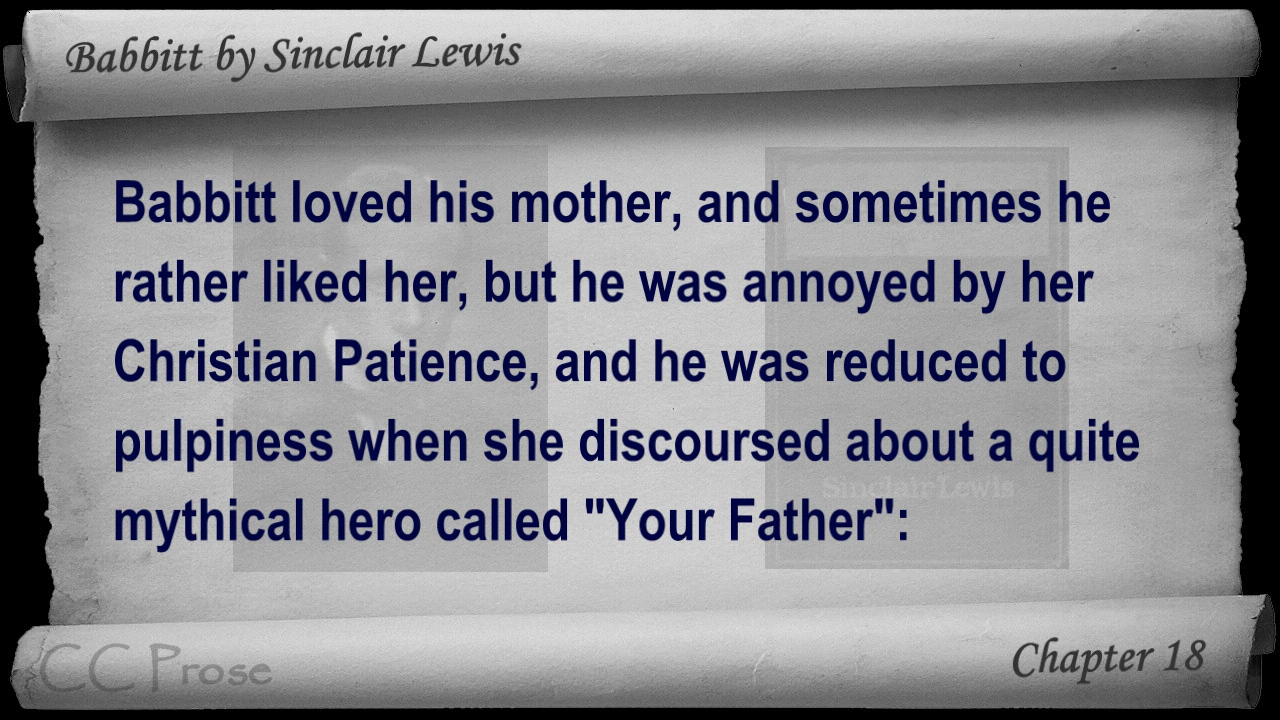 Babbitt by Sinclair Lewis
Babbitt loved his mother, and sometimes he
rather liked her, but he was annoyed by her
Christian Patience, and he was reduced to
pulpiness when she discoursed about a quite
Sinclair Lewis
mythical hero called "Your Father":
CC Prose
Chapter 18